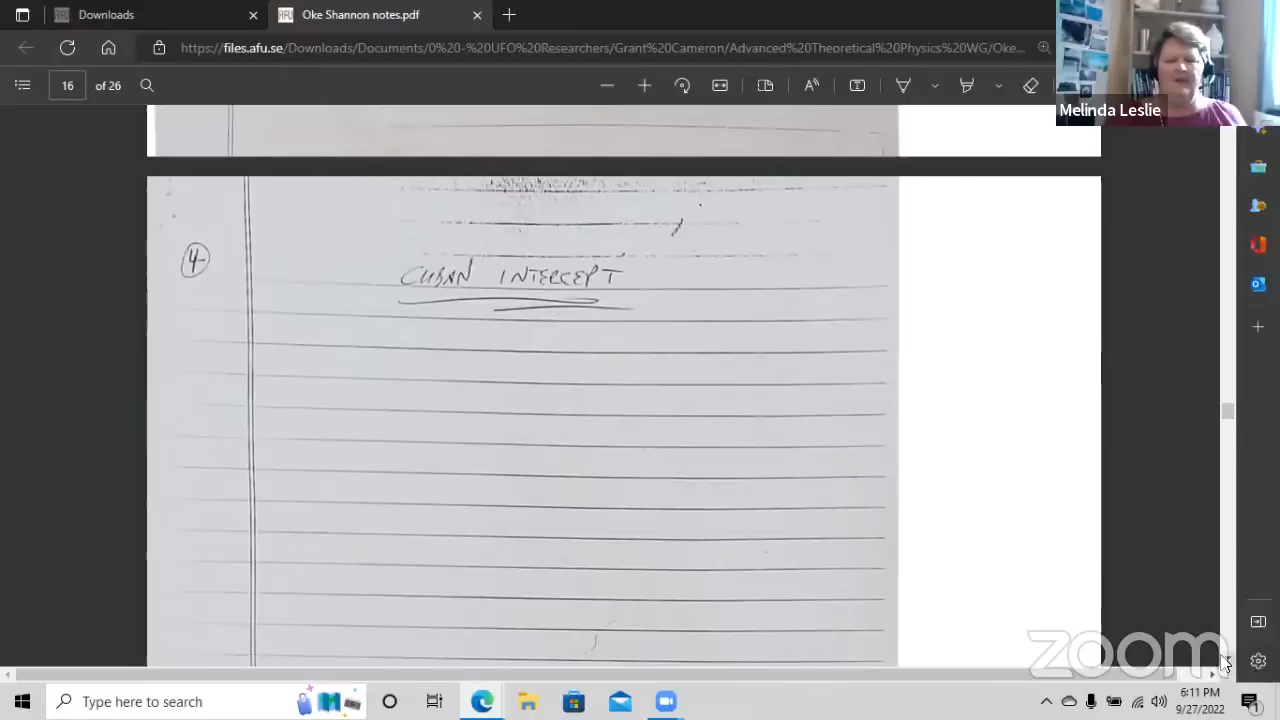 Downloads
Oke Shannon notes.pdf
https://files.afu.se/Downloads/Documents/0%20-%20UFO%20Researchers/Grant%20Cameron/Advanced%20Theoretical%20Physics%20WG/Oke...
16 of 26
Melinda Leslie
4
CUBAN INTERCEPT
zoom
Type here to search
6:11 PM
9/27/2022